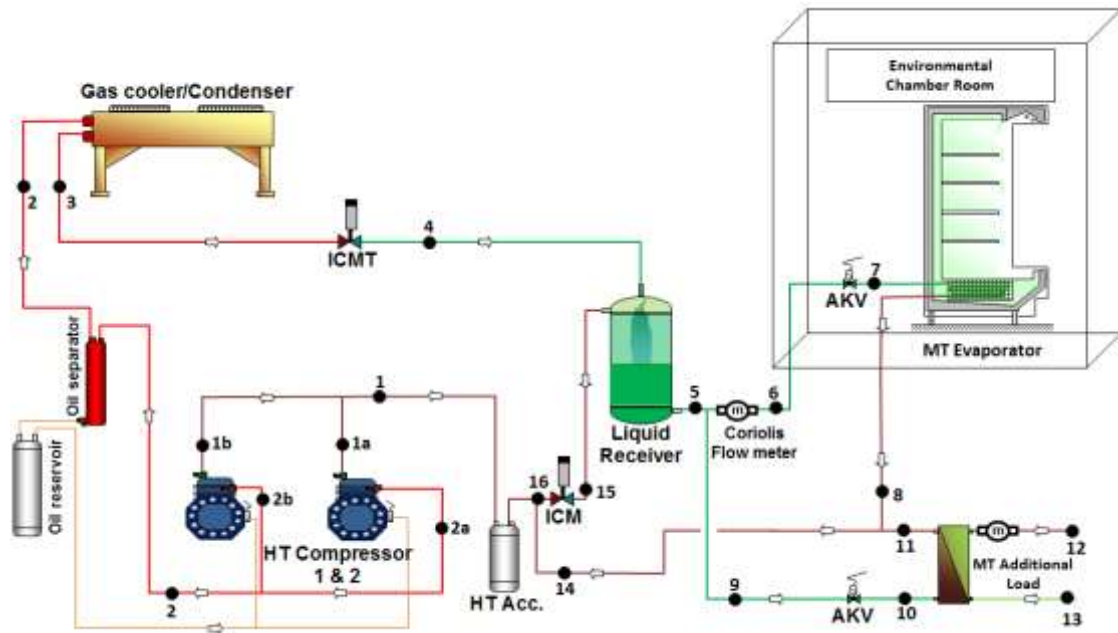 Environmental
Chamber Room
Gas cooler/Condenser
2
3
4
ICMT
7
AKV
MT Evaporator
Oil separator
1
1b
1a
5
6
Liquid
Receiver
m
Coriolis
Flow meter
Oil reservoir
2b
2a
16
15
ICM
8
HT Compressor
1 & 2
HT Acc.
14
11
m
12
MT Additional
Load
2
9
AKV
10
13